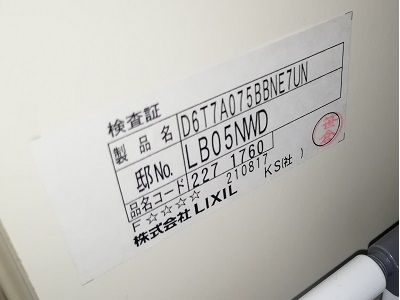 検査証
製品名 D6T7A075BBNE7UN
邸No. LB05NWD
品名コード 227 1760
F☆☆☆☆ 210817 KS(社)
株式会社LIXIL